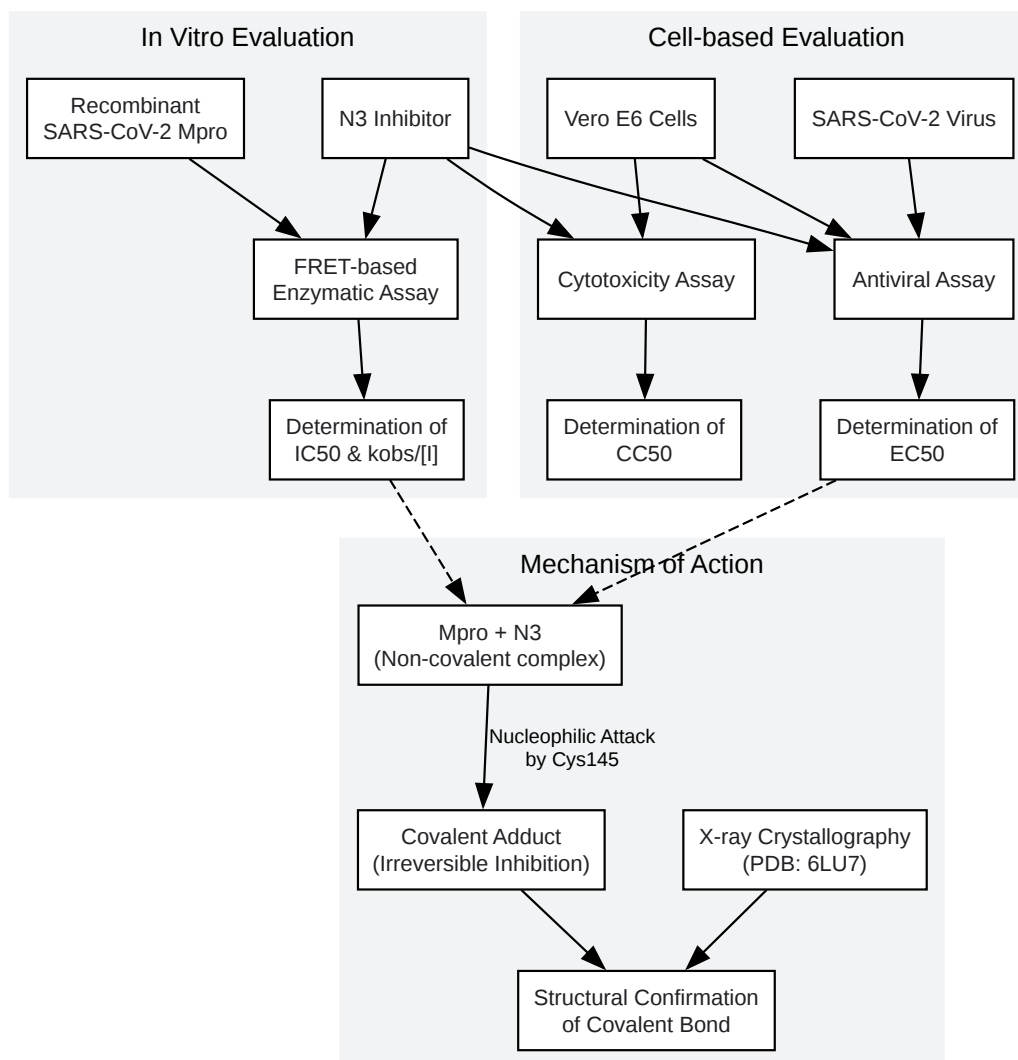 In Vitro Evaluation
Cell-based Evaluation
Recombinant
SARS-CoV-2 Mpro
N3 Inhibitor
Vero E6 Cells
SARS-CoV-2 Virus
FRET-based
Enzymatic Assay
Cytotoxicity Assay
Antiviral Assay
Determination of
IC50 & kobs/[I]
Determination of
CC50
Determination of
EC50
Mechanism of Action
Mpro + N3
(Non-covalent complex)
Nucleophilic Attack
by Cys145
Covalent Adduct
(Irreversible Inhibition)
X-ray Crystallography
(PDB: 6LU7)
Structural Confirmation
of Covalent Bond